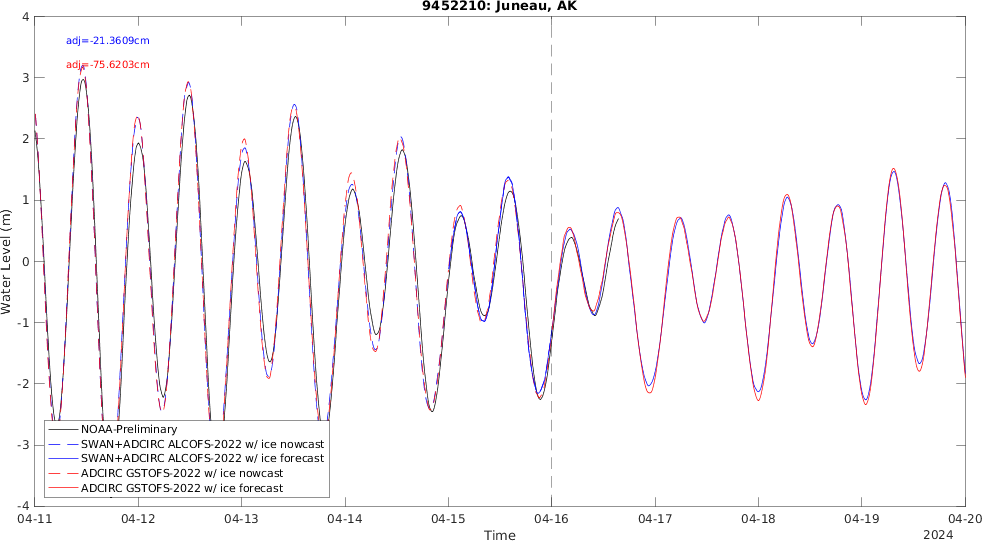 9452210: Juneau, AK
adj=-21.3609cm
adj=-75.6203cm
Water Level (m)
4
3
2
1
0
-1
-2
-3
-4
NOAA-Preliminary
SWAN+ADCIRC ALCOFS-2022 w/ ice nowcast
SWAN+ADCIRC ALCOFS-2022 w/ ice forecast
ADCIRC GSTOFS-2022 w/ ice nowcast
ADCIRC GSTOFS-2022 w/ ice forecast
04-11 04-12 04-13 04-14 04-15 04-16 04-17 04-18 04-19 04-20
Time
2024